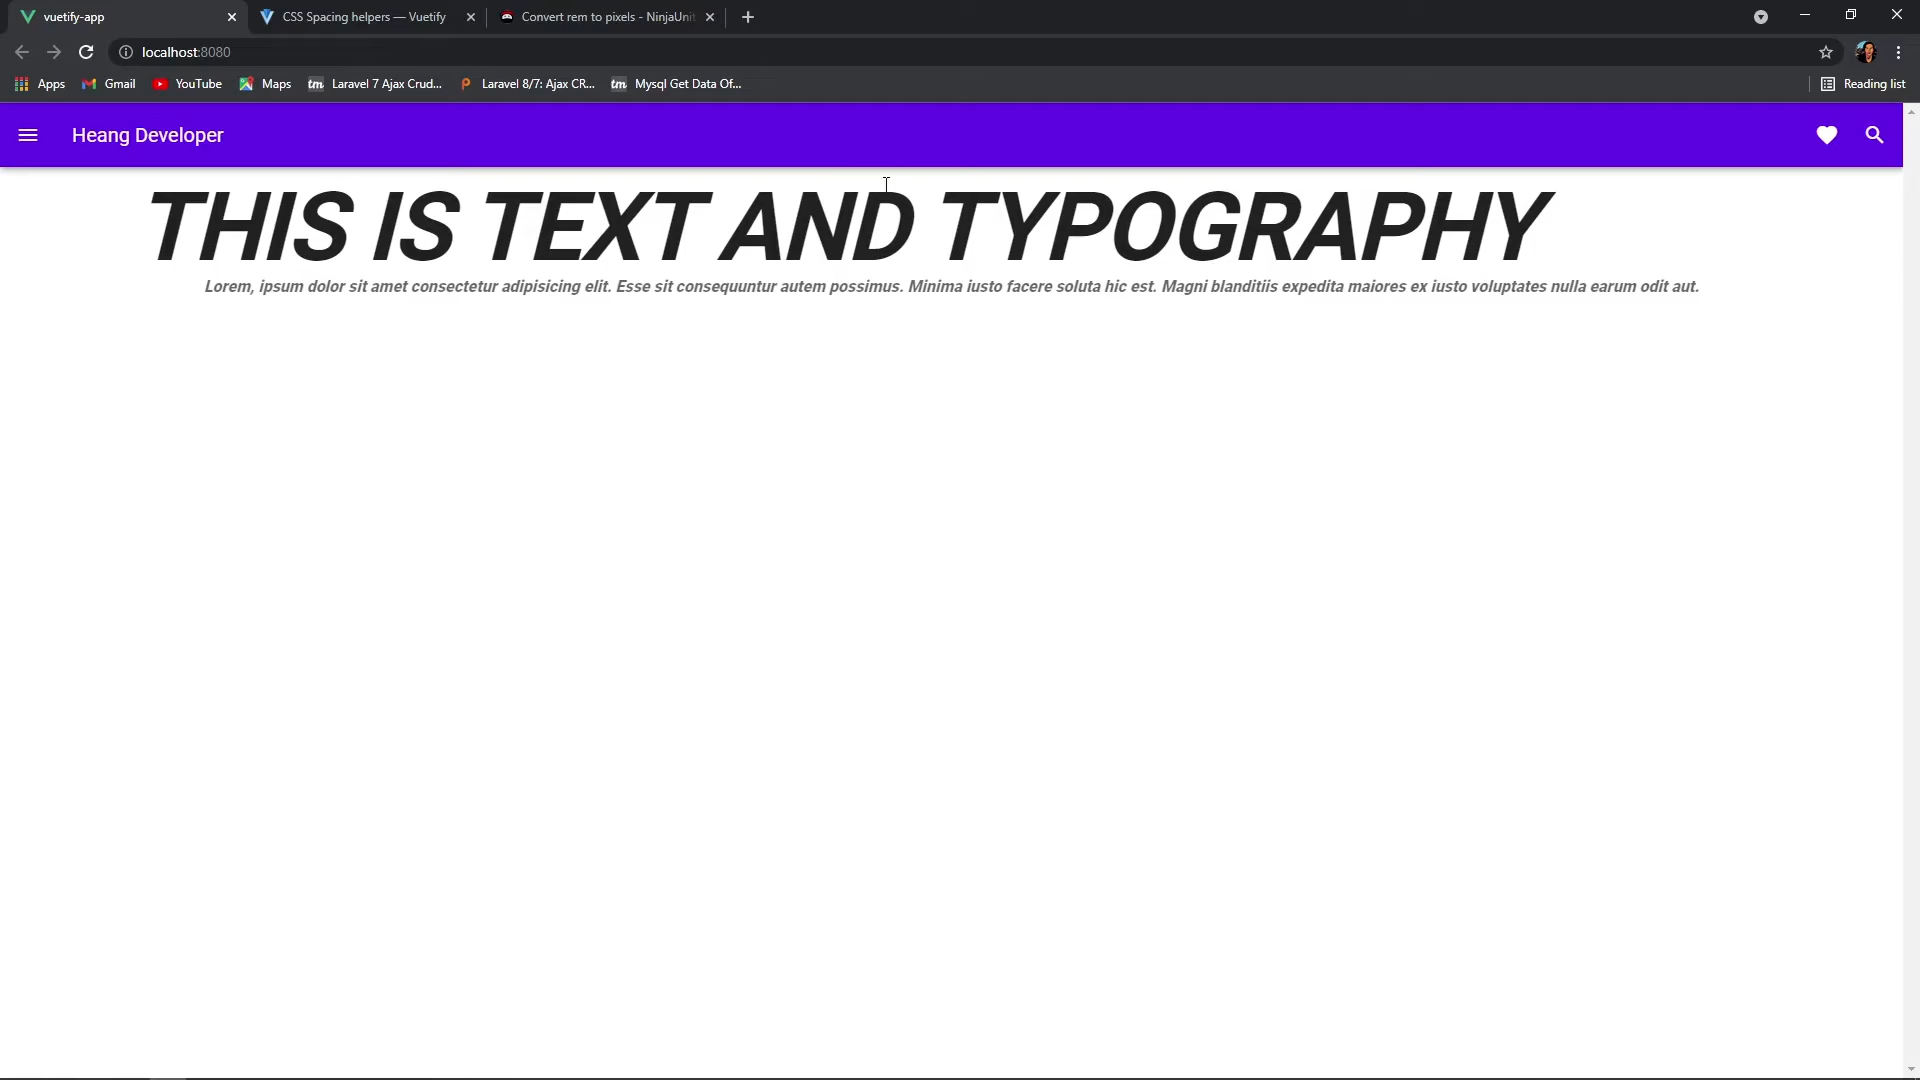 vuetify-app
CSS Spacing helpers — Vuetify
Convert rem to pixels - NinjaUnit
localhost:8080
Apps
Gmail
YouTube
Maps
tm Laravel 7 Ajax Crud...
P Laravel 8/7: Ajax CR...
tm Mysql Get Data Of...
Reading list
Heang Developer
THIS IS TEXT AND TYPOGRAPHY
Lorem, ipsum dolor sit amet consectetur adipisicing elit. Esse sit consequuntur autem possimus. Minima iusto facere soluta hic est. Magni blanditiis expedita maiores ex iusto voluptates nulla earum odit aut.